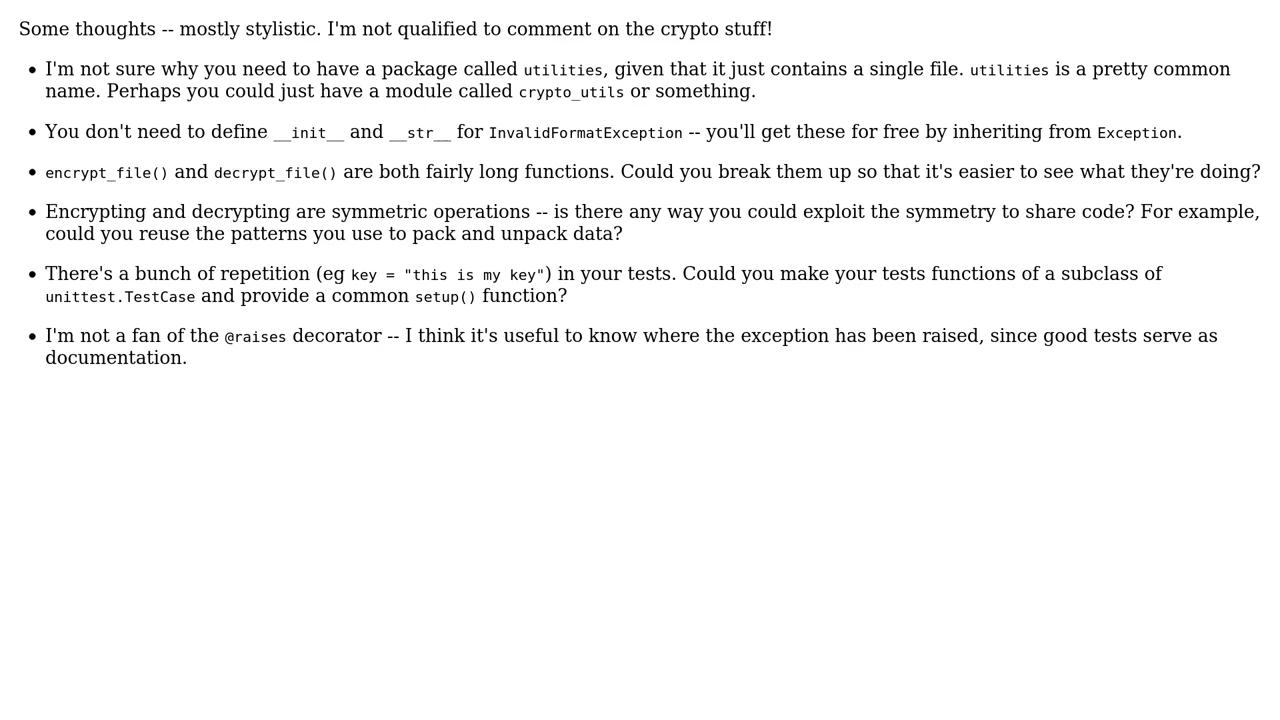 Some thoughts -- mostly stylistic. I'm not qualified to comment on the crypto stuff!
• I'm not sure why you need to have a package called utilities, given that it just contains a single file. utilities is a pretty common
name. Perhaps you could just have a module called crypto_utils or something.
• You don't need to define __init__ and __str__ for InvalidFormatException -- you'll get these for free by inheriting from Exception.
• encrypt_file() and decrypt_file() are both fairly long functions. Could you break them up so that it's easier to see what they're doing?
• Encrypting and decrypting are symmetric operations -- is there any way you could exploit the symmetry to share code? For example,
could you reuse the patterns you use to pack and unpack data?
• There's a bunch of repetition (eg key = "this is my key") in your tests. Could you make your tests functions of a subclass of
unittest.TestCase and provide a common setup() function?
• I'm not a fan of the @raises decorator -- I think it's useful to know where the exception has been raised, since good tests serve as
documentation.